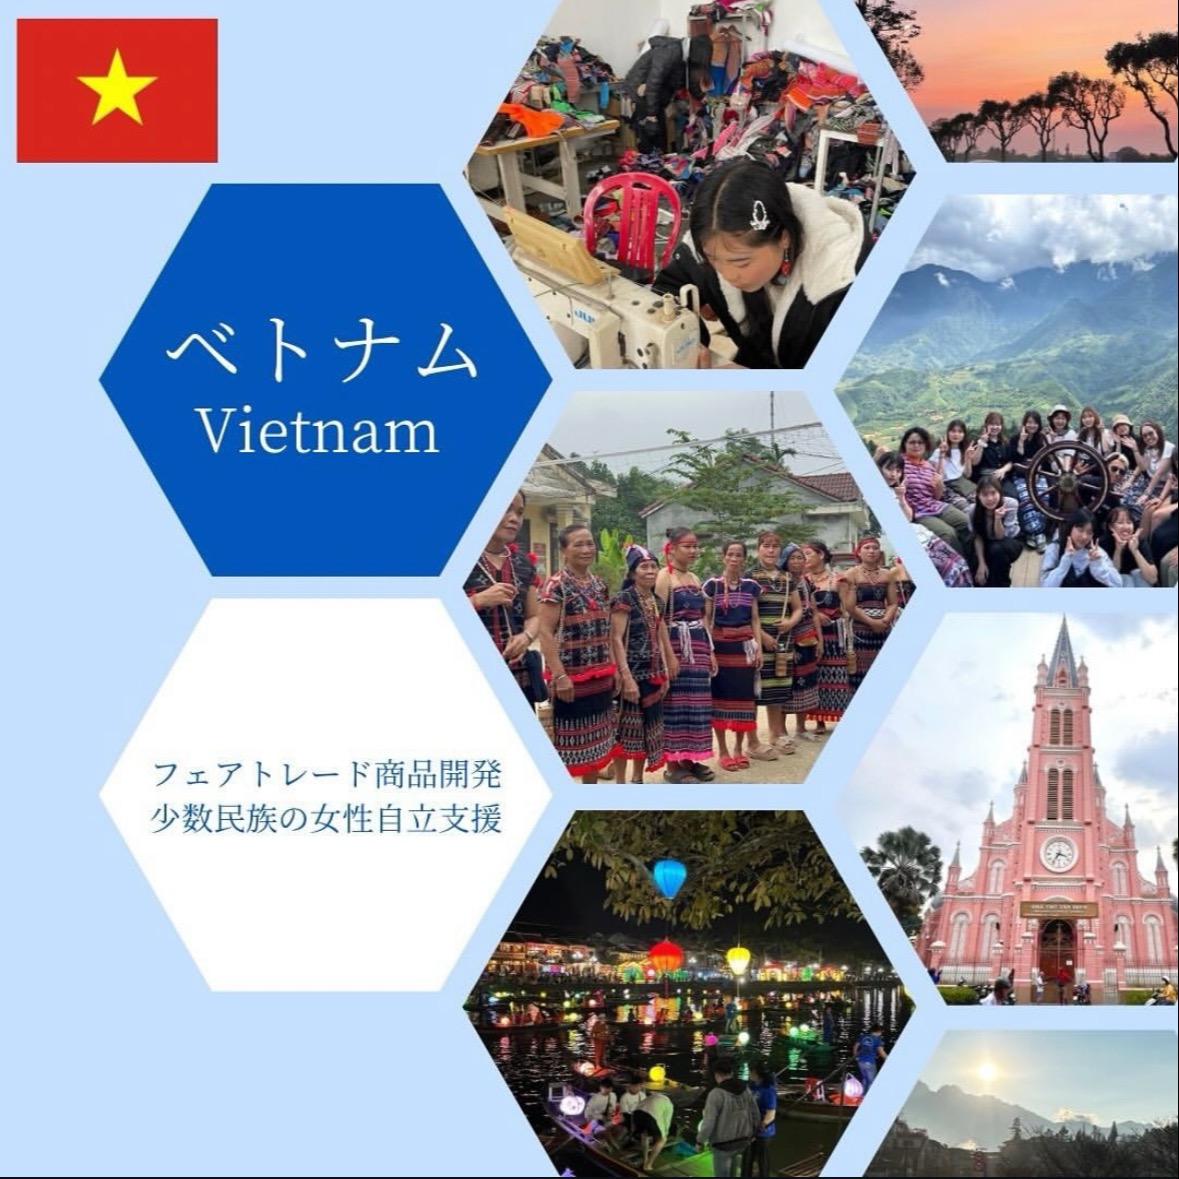 ベトナム
Vietnam
フェアトレード商品開発
少数民族の女性自立支援